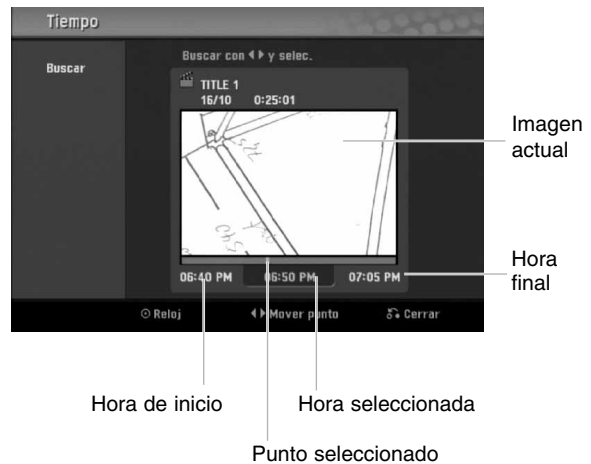 Tiempo
Buscar
Buscar con ◀ ▶ y selec.
TITLE 1
16/10 0:25:01
06:40 PM 06:50 PM 07:05 PM
⊙ Reloj ◀ ▶ Mover punto Cerrar
Imagen
actual
Hora
final
Hora de inicio Hora seleccionada
Punto seleccionado